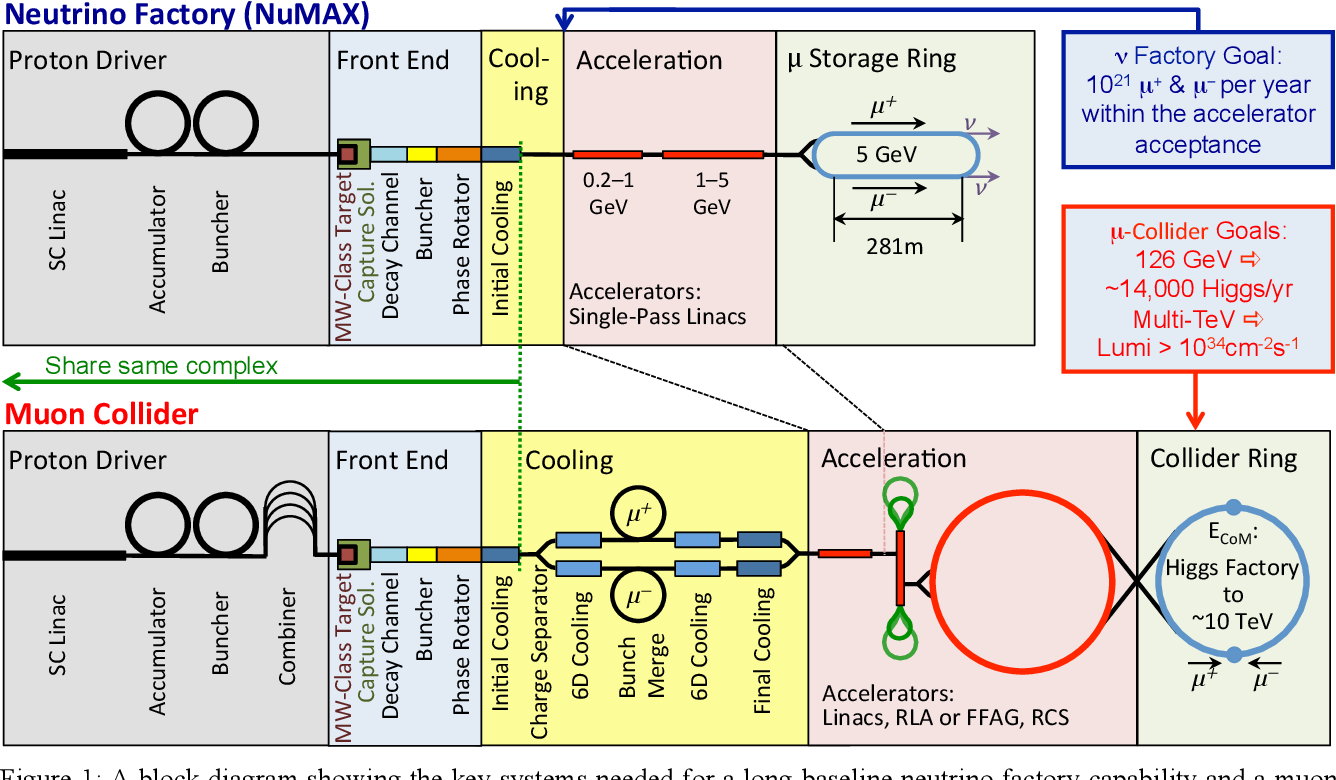 Neutrino Factory (NuMAX)
Proton Driver
Front End
Cool-
ing
Acceleration
μ Storage Ring
μ+
ν
5 GeV
ν
μ−
281m
0.2–1
GeV
1–5
GeV
SC Linac
Accumulator
Buncher
MW-Class Target
Capture Sol.
Decay Channel
Buncher
Phase Rotator
Initial Cooling
Accelerators:
Single-Pass Linacs
ν Factory Goal:
10²¹ μ+ & μ− per year
within the accelerator
acceptance
μ-Collider Goals:
126 GeV ⇨
~14,000 Higgs/yr
Multi-TeV ⇨
Lumi > 10³⁴cm⁻²s⁻¹
Share same complex
Muon Collider
Proton Driver
Front End
Cooling
Acceleration
Collider Ring
μ+
μ−
E_CoM:
Higgs Factory
to
~10 TeV
μ+
μ−
SC Linac
Accumulator
Buncher
Combiner
MW-Class Target
Capture Sol.
Decay Channel
Buncher
Phase Rotator
Initial Cooling
Charge Separator
6D Cooling
Bunch
Merge
6D Cooling
Final Cooling
Accelerators:
Linacs, RLA or FFAG, RCS
Figure 1: A block diagram showing the key systems needed for a long baseline neutrino factory capability and a muon